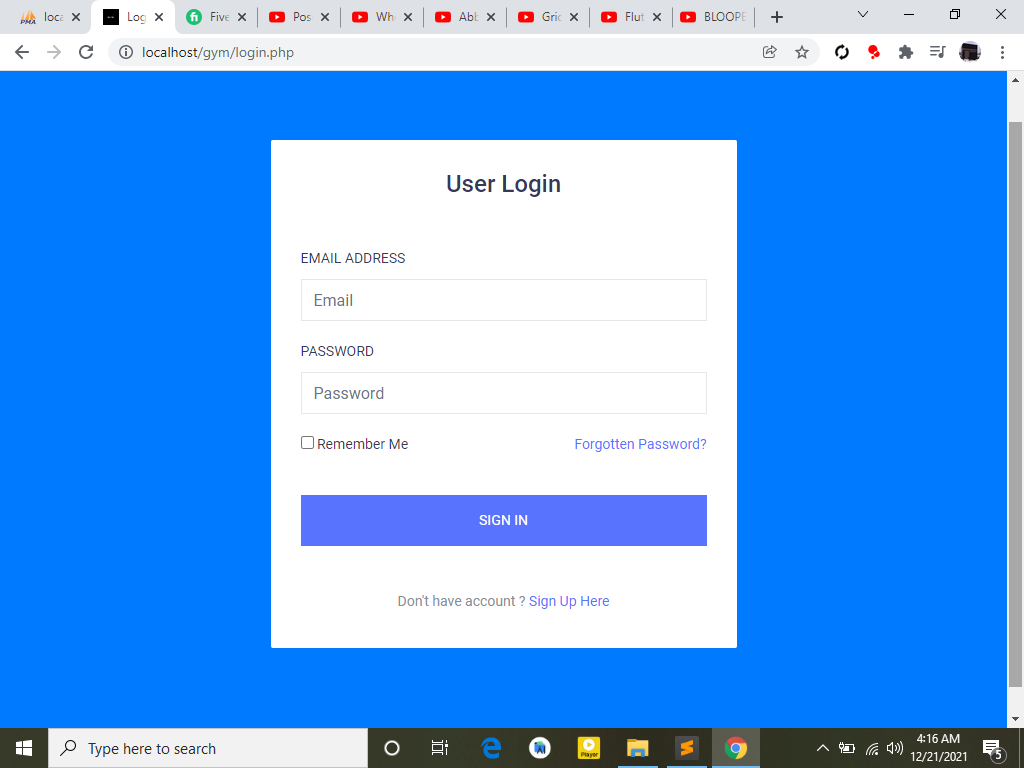 loca
Log
Five
Pos
Wh
Abb
Gric
Flut
BLOOPE
localhost/gym/login.php
User Login
EMAIL ADDRESS
Email
PASSWORD
Password
Remember Me
Forgotten Password?
SIGN IN
Don't have account ? Sign Up Here
Type here to search
Player
4:16 AM
12/21/2021
5